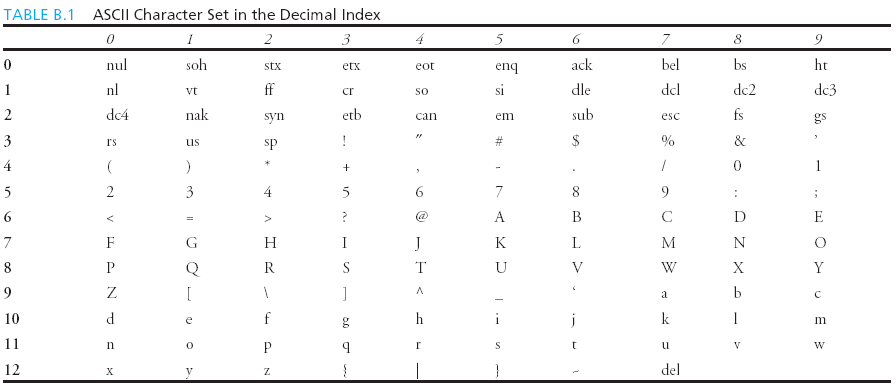 TABLE B.1 ASCII Character Set in the Decimal Index
0 1 2 3 4 5 6 7 8 9
0 nul soh stx etx eot enq ack bel bs ht
1 nl vt ff cr so si dle dcl dc2 dc3
2 dc4 nak syn etb can em sub esc fs gs
3 rs us sp ! ″ # $ % & ’
4 ( ) * + , - . / 0 1
5 2 3 4 5 6 7 8 9 : ;
6 < = > ? @ A B C D E
7 F G H I J K L M N O
8 P Q R S T U V W X Y
9 Z [ \ ] ^ _ ‘ a b c
10 d e f g h i j k l m
11 n o p q r s t u v w
12 x y z { | } ~ del